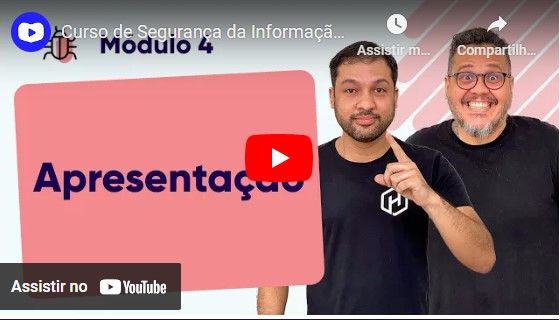 Curso de Segurança da Informaçã...
Módulo 4
Assistir m...
Compartilh...
Apresentação
Assistir no YouTube